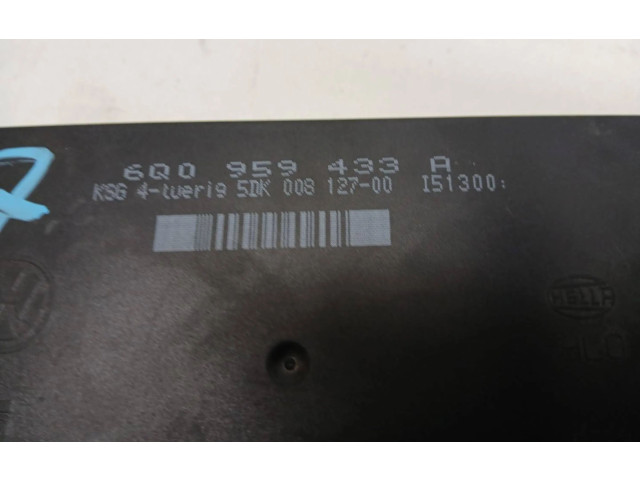 6Q0 959 433 A
KSG 4-tuerig 5DK 008 127-00 I51300:
HELLA